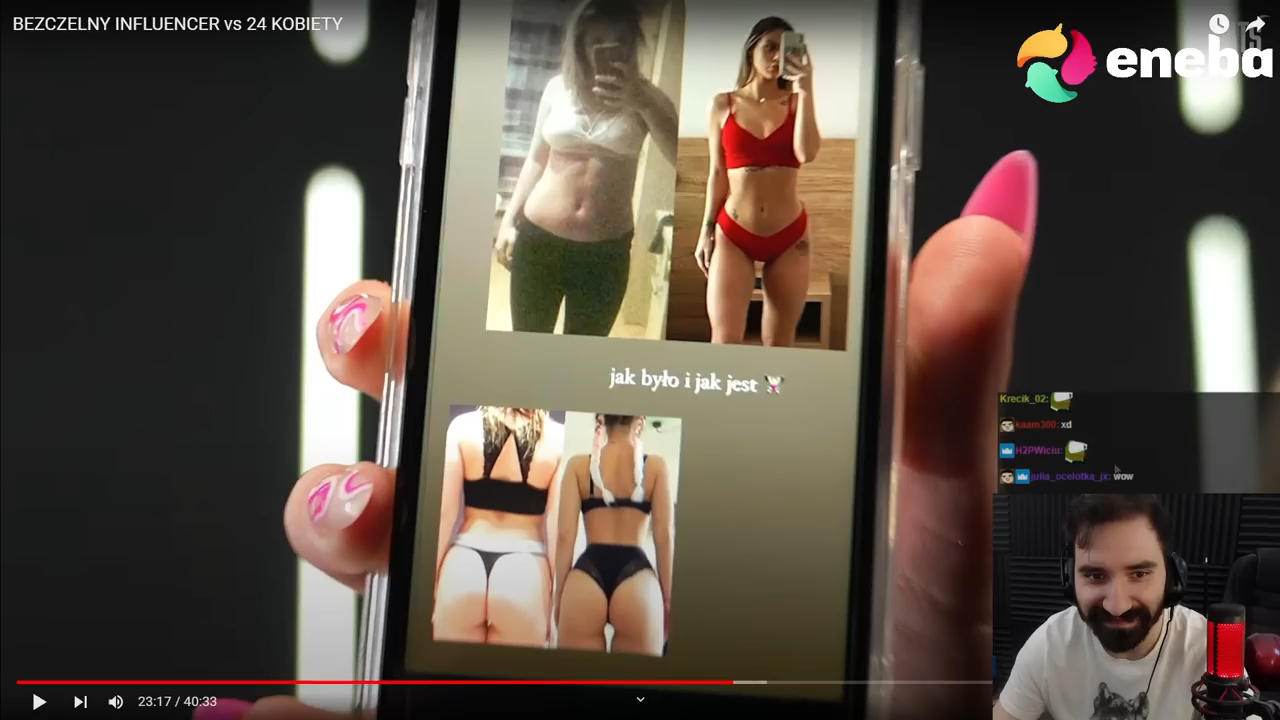 BEZCZELNY INFLUENCER vs 24 KOBIETY
eneba
jak było i jak jest
Krecik_02:
kaam300: xd
H2PWiciu:
julia_ocelotka_jx: wow
23:17 / 40:33